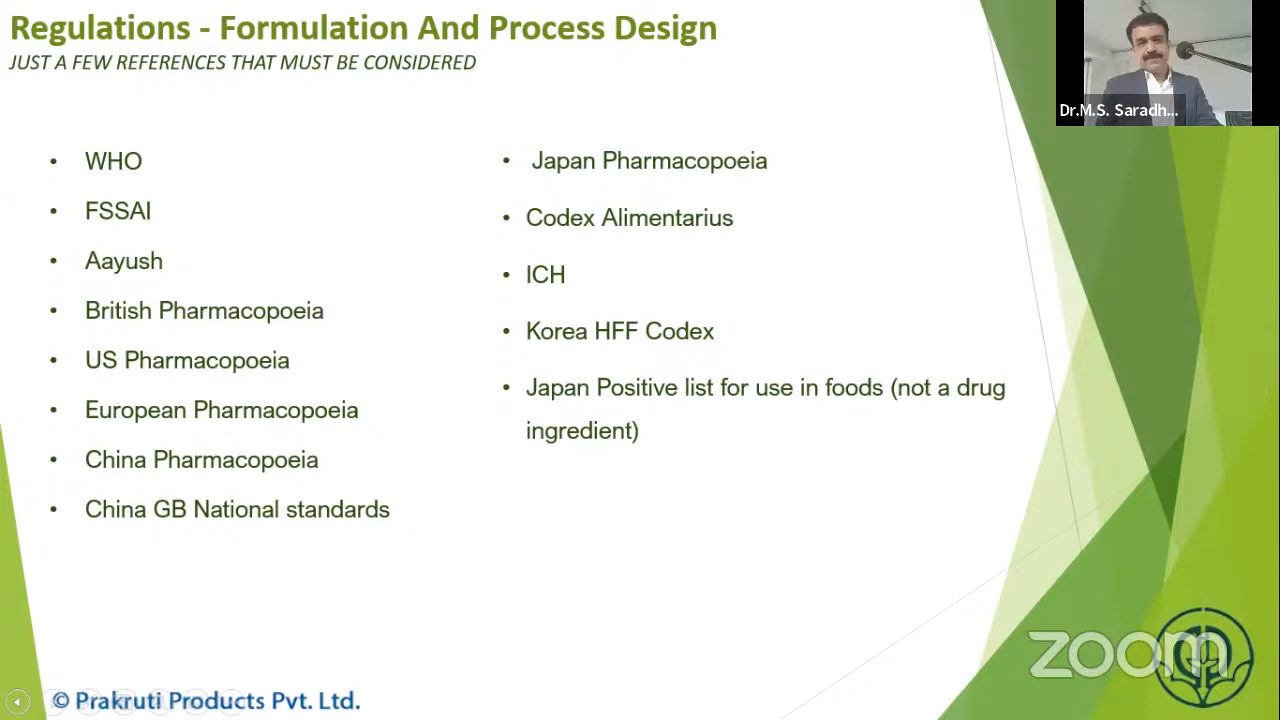 Regulations - Formulation And Process Design
JUST A FEW REFERENCES THAT MUST BE CONSIDERED
Dr.M.S. Saradh...
• WHO
• FSSAI
• Aayush
• British Pharmacopoeia
• US Pharmacopoeia
• European Pharmacopoeia
• China Pharmacopoeia
• China GB National standards
• Japan Pharmacopoeia
• Codex Alimentarius
• ICH
• Korea HFF Codex
• Japan Positive list for use in foods (not a drug
ingredient)
zoom
© Prakruti Products Pvt. Ltd.